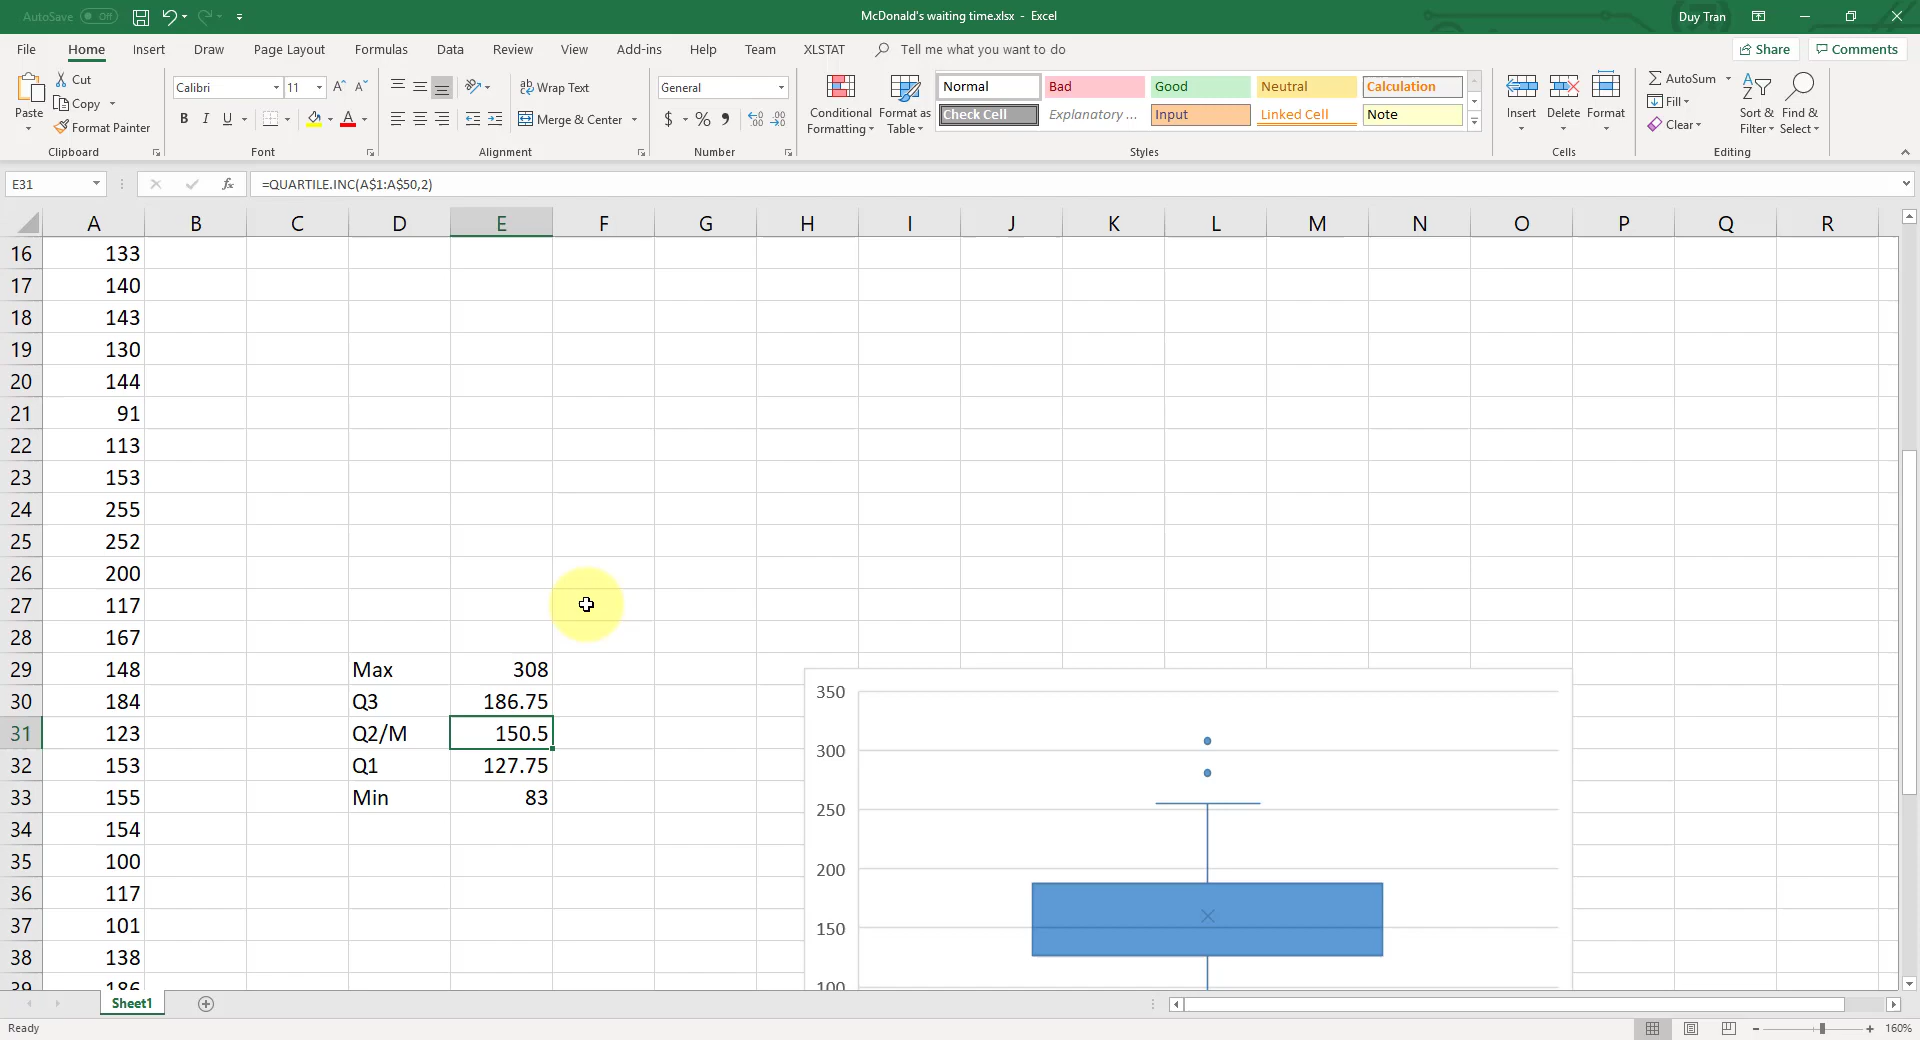 AutoSave Off
McDonald's waiting time.xlsx - Excel
Duy Tran
File Home Insert Draw Page Layout Formulas Data Review View Add-ins Help Team XLSTAT Tell me what you want to do Share Comments
Paste Cut Copy Format Painter
Clipboard
Calibri 11
B I U
Font
Wrap Text
Merge & Center
Alignment
General
$ % ,
Number
Conditional Formatting
Format as Table
Normal Bad Good Neutral Calculation
Check Cell Explanatory ... Input Linked Cell Note
Styles
Insert Delete Format
Cells
AutoSum
Fill
Clear
Sort & Filter
Find & Select
Editing
E31 fx =QUARTILE.INC(A$1:A$50,2)
A B C D E F G H I J K L M N O P Q R
16 133
17 140
18 143
19 130
20 144
21 91
22 113
23 153
24 255
25 252
26 200
27 117
28 167
29 148 Max 308
30 184 Q3 186.75
31 123 Q2/M 150.5
32 153 Q1 127.75
33 155 Min 83
34 154
35 100
36 117
37 101
38 138
39 186
350
300
250
200
150
100
Sheet1
Ready
160%